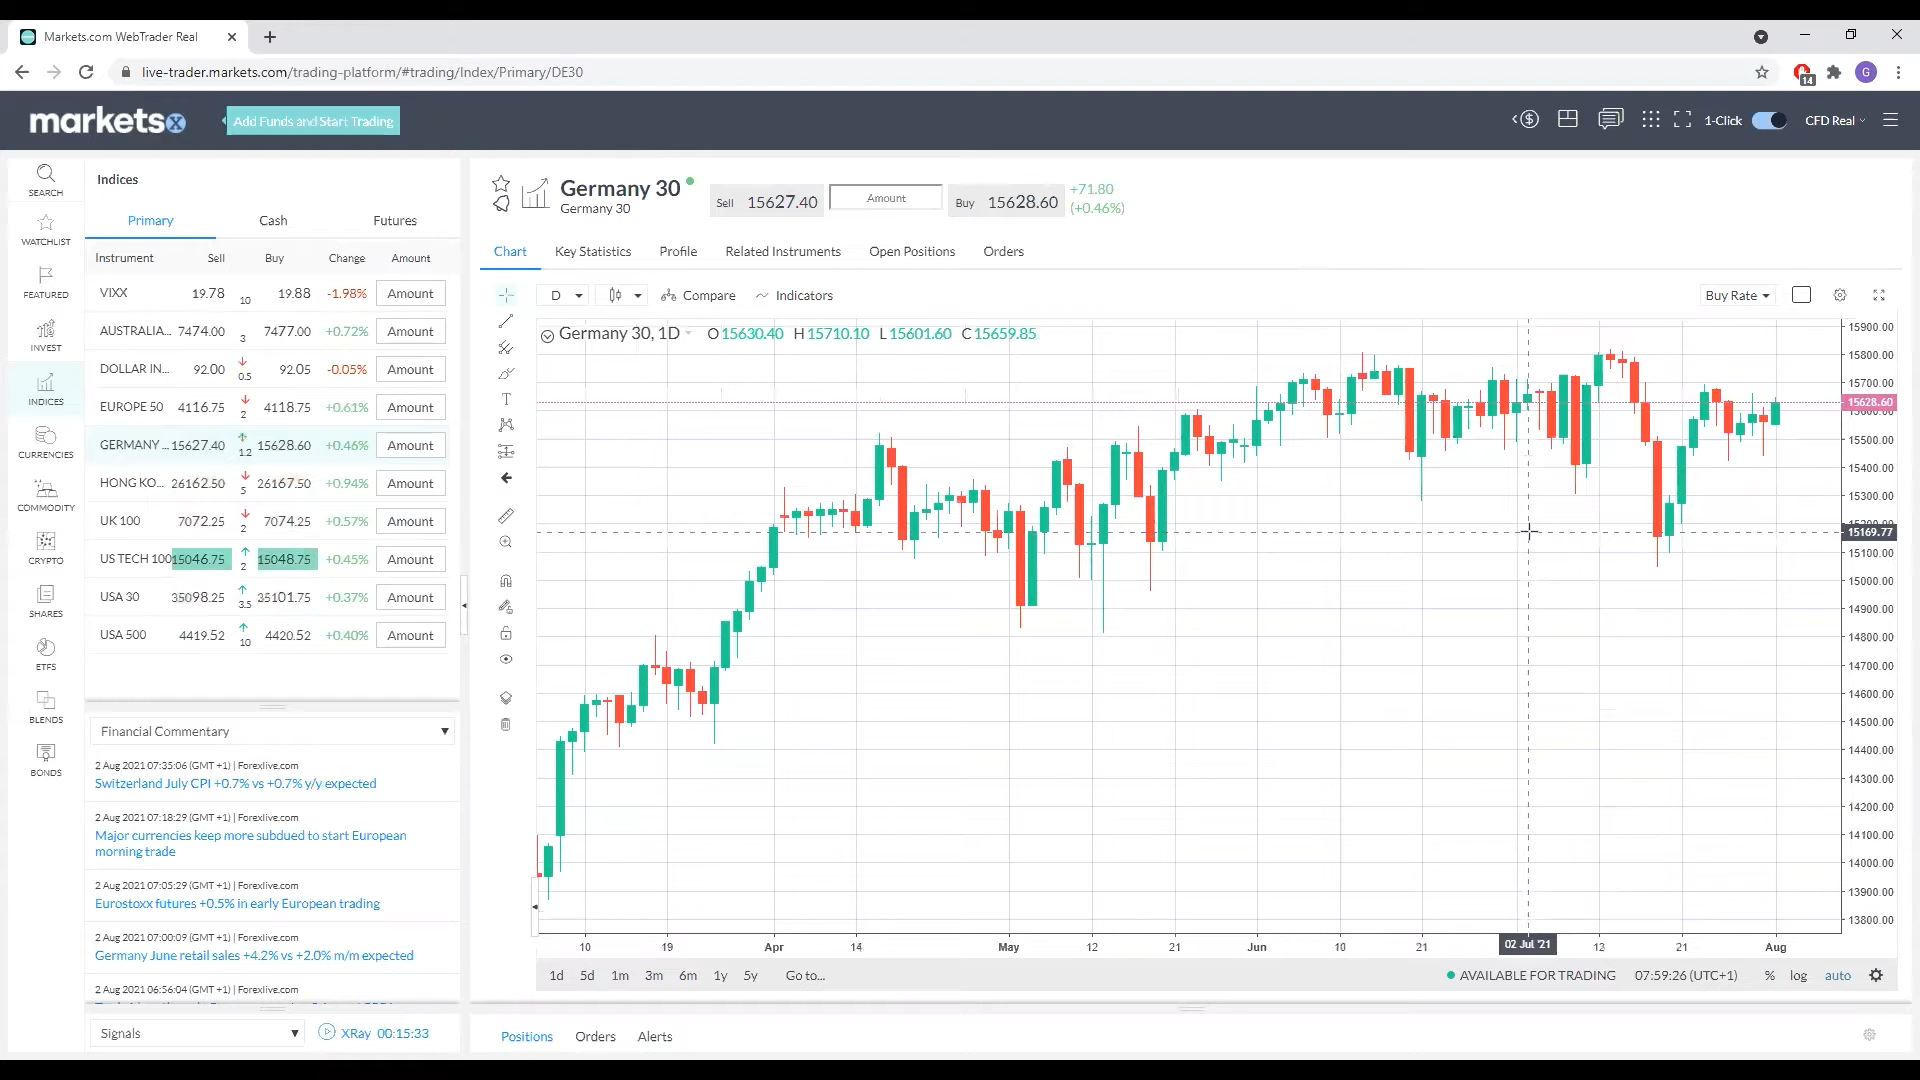 Markets.com WebTrader Real
live-trader.markets.com/trading-platform/#trading/Index/Primary/DE30
14
G
marketsx
Add Funds and Start Trading
1-Click
CFD Real
SEARCH
WATCHLIST
FEATURED
INVEST
INDICES
CURRENCIES
COMMODITY
CRYPTO
SHARES
ETFS
BLENDS
BONDS
Indices
Primary Cash Futures
Instrument Sell Buy Change Amount
VIXX 19.78 10 19.88 -1.98% Amount
AUSTRALIA... 7474.00 3 7477.00 +0.72% Amount
DOLLAR IN... 92.00 0.5 92.05 -0.05% Amount
EUROPE 50 4116.75 2 4118.75 +0.61% Amount
GERMANY ... 15627.40 1.2 15628.60 +0.46% Amount
HONG KO... 26162.50 5 26167.50 +0.94% Amount
UK 100 7072.25 2 7074.25 +0.57% Amount
US TECH 100 15046.75 2 15048.75 +0.45% Amount
USA 30 35098.25 3.5 35101.75 +0.37% Amount
USA 500 4419.52 10 4420.52 +0.40% Amount
Financial Commentary
2 Aug 2021 07:35:06 (GMT +1) | Forexlive.com
Switzerland July CPI +0.7% vs +0.7% y/y expected
2 Aug 2021 07:18:29 (GMT +1) | Forexlive.com
Major currencies keep more subdued to start European
morning trade
2 Aug 2021 07:05:29 (GMT +1) | Forexlive.com
Eurostoxx futures +0.5% in early European trading
2 Aug 2021 07:00:09 (GMT +1) | Forexlive.com
Germany June retail sales +4.2% vs +2.0% m/m expected
2 Aug 2021 06:56:04 (GMT +1) | Forexlive.com
Signals
XRay 00:15:33
Germany 30
Germany 30
Sell 15627.40
Amount
Buy 15628.60
+71.80
(+0.46%)
Chart Key Statistics Profile Related Instruments Open Positions Orders
D Compare Indicators
Buy Rate
Germany 30, 1D O15630.40 H15710.10 L15601.60 C15659.85
T
15900.00
15800.00
15700.00
15628.60
15600.00
15500.00
15400.00
15300.00
15200.00
15169.77
15100.00
15000.00
14900.00
14800.00
14700.00
14600.00
14500.00
14400.00
14300.00
14200.00
14100.00
14000.00
13900.00
13800.00
10 19 Apr 14 May 12 21 Jun 10 21 02 Jul '21 12 21 Aug
1d 5d 1m 3m 6m 1y 5y Go to...
AVAILABLE FOR TRADING 07:59:26 (UTC+1) % log auto
Positions Orders Alerts